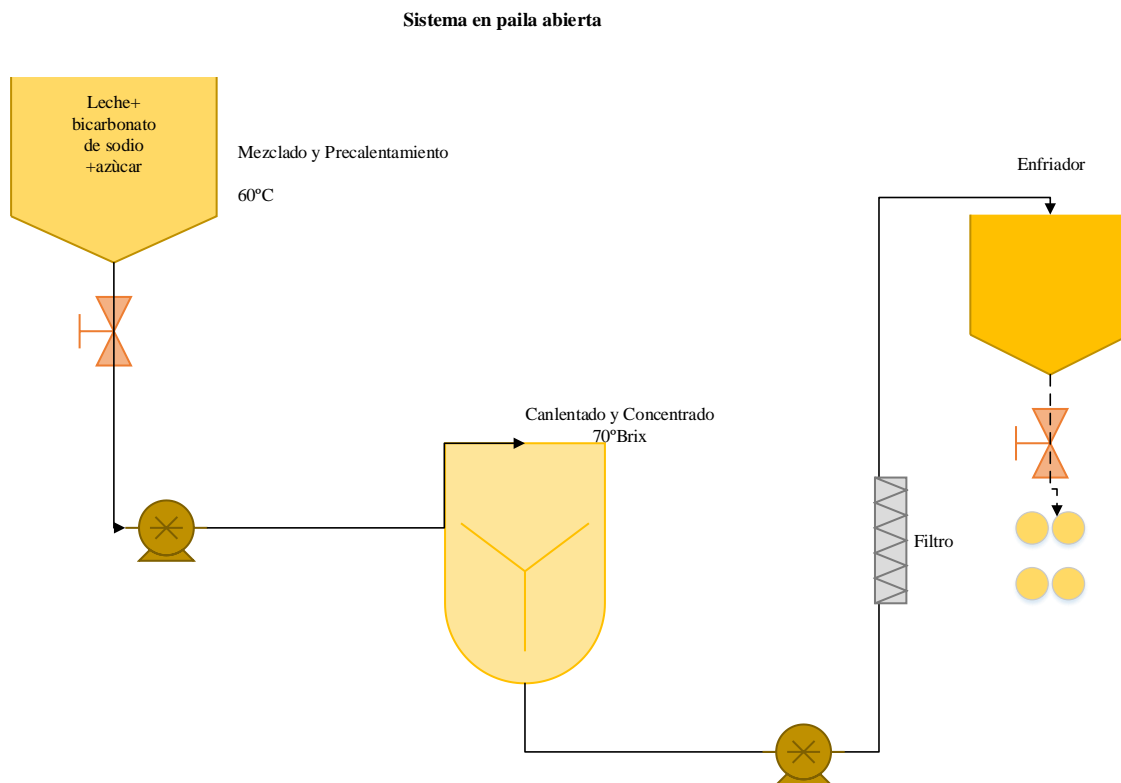 Sistema en paila abierta
Leche+
bicarbonato
de sodio
+azùcar
Mezclado y Precalentamiento
60ºC
Enfriador
Canlentado y Concentrado
70ºBrix
Filtro